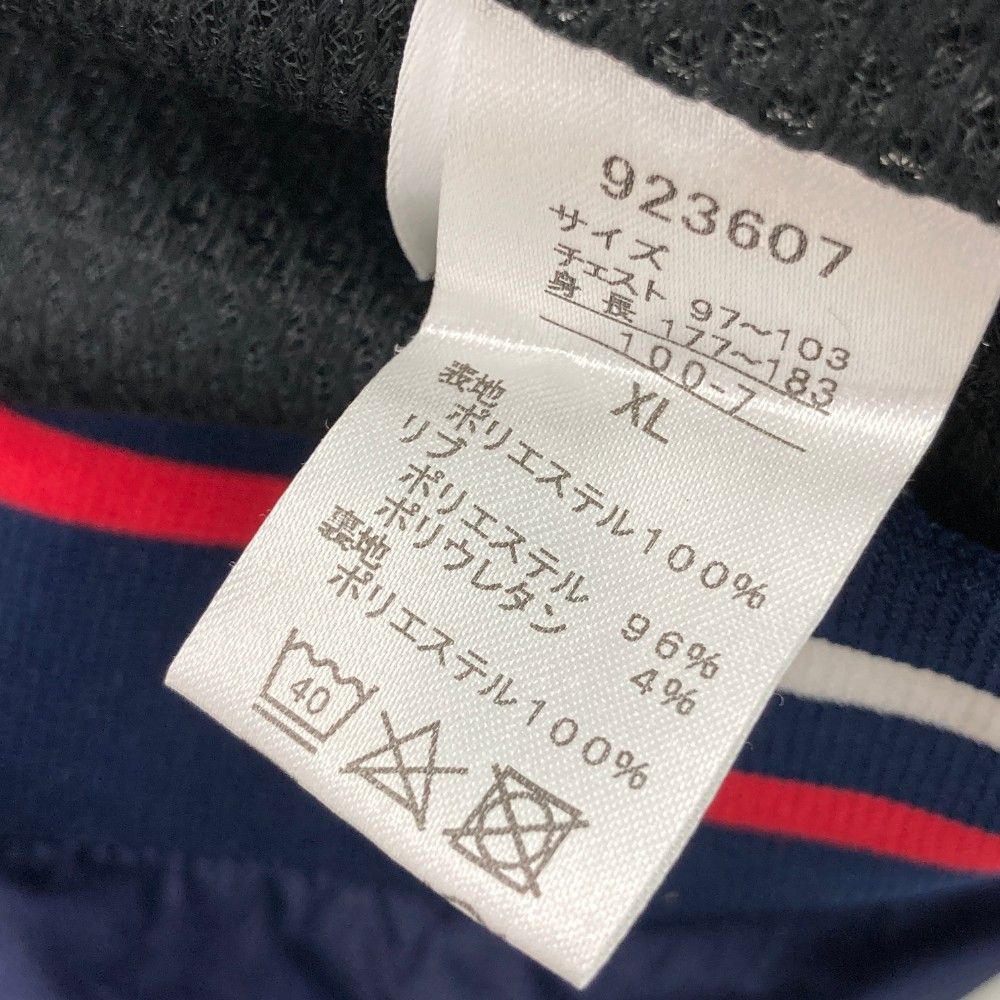 923607
サイズ
チェスト 97～103
身長 177～183
100-7
XL
表地
ポリエステル100%
リブ
ポリエステル 96%
ポリウレタン 4%
裏地
ポリエステル100%
40